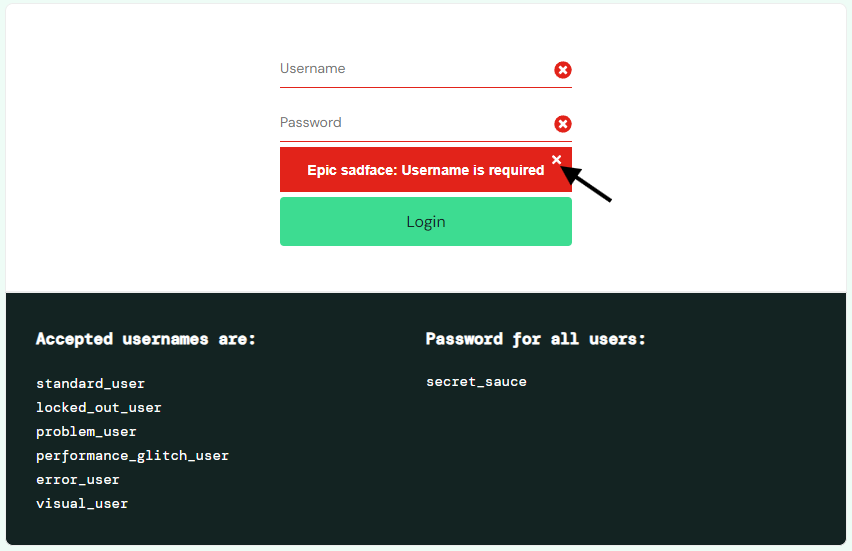 Username
Password
Epic sadface: Username is required
Login
Accepted usernames are:
standard_user
locked_out_user
problem_user
performance_glitch_user
error_user
visual_user
Password for all users:
secret_sauce